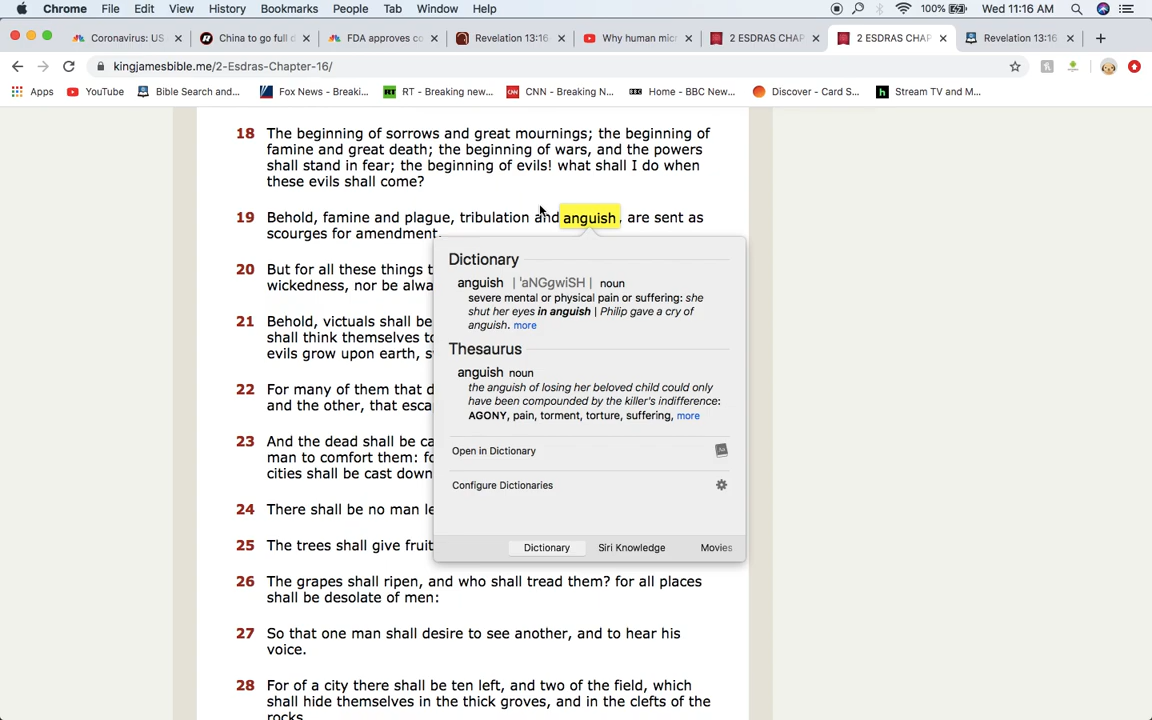 Chrome File Edit View History Bookmarks People Tab Window Help 100% Wed 11:16 AM
Coronavirus: US China to go full d FDA approves co Revelation 13:16 Why human mic 2 ESDRAS CHAP 2 ESDRAS CHAP Revelation 13:16
kingjamesbible.me/2-Esdras-Chapter-16/
Apps YouTube Bible Search and... Fox News - Breaki... RT - Breaking new... CNN - Breaking N... Home - BBC New... Discover - Card S... Stream TV and M...
18 The beginning of sorrows and great mournings; the beginning of
famine and great death; the beginning of wars, and the powers
shall stand in fear; the beginning of evils! what shall I do when
these evils shall come?
19 Behold, famine and plague, tribulation and anguish, are sent as
scourges for amendment.
20 But for all these things t
wickedness, nor be alwa
21 Behold, victuals shall be
shall think themselves to
evils grow upon earth, s
22 For many of them that d
and the other, that esca
23 And the dead shall be ca
man to comfort them: fo
cities shall be cast down
24 There shall be no man le
25 The trees shall give fruit
26 The grapes shall ripen, and who shall tread them? for all places
shall be desolate of men:
27 So that one man shall desire to see another, and to hear his
voice.
28 For of a city there shall be ten left, and two of the field, which
shall hide themselves in the thick groves, and in the clefts of the
rocks.
Dictionary
anguish | ˈaNGgwiSH | noun
severe mental or physical pain or suffering: she
shut her eyes in anguish | Philip gave a cry of
anguish. more
Thesaurus
anguish noun
the anguish of losing her beloved child could only
have been compounded by the killer's indifference:
AGONY, pain, torment, torture, suffering, more
Open in Dictionary
Configure Dictionaries
Dictionary Siri Knowledge Movies